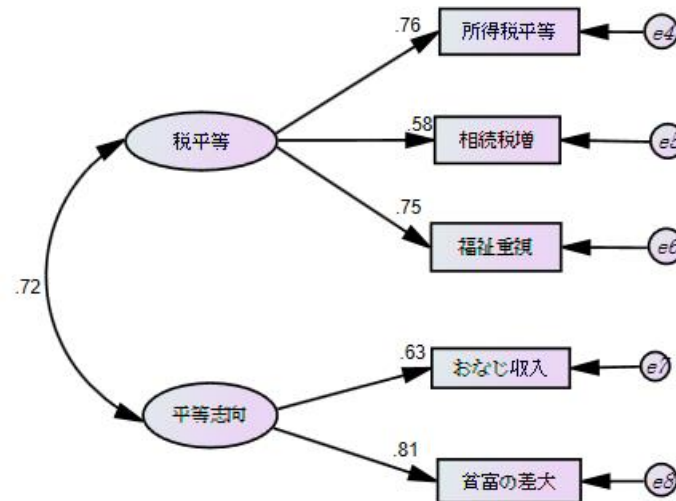 .76
所得税平等
e4
税平等
.58
相続税増
e5
.75
福祉重視
e6
.72
.63
おなじ収入
e7
平等志向
.81
貧富の差大
e8